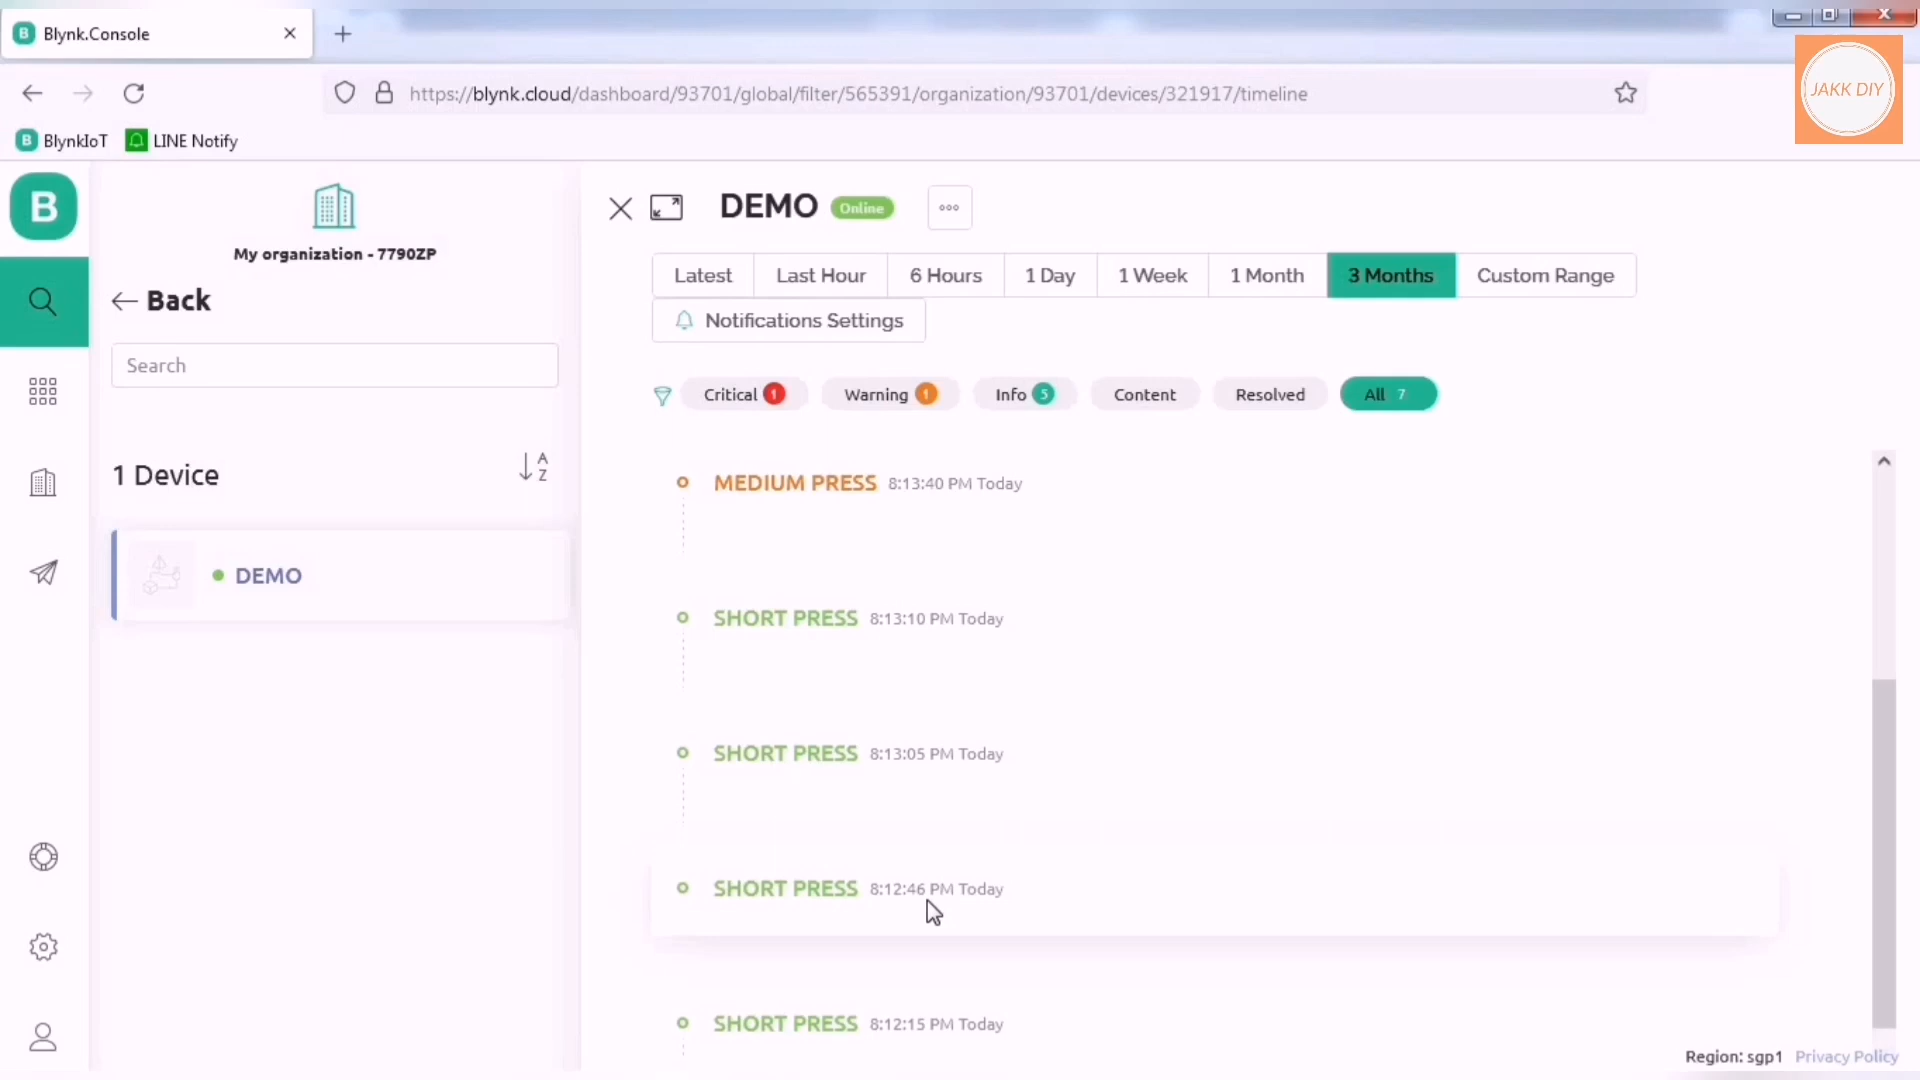 B Blynk.Console
JAKK DIY
https://blynk.cloud/dashboard/93701/global/filter/565391/organization/93701/devices/321917/timeline
B BlynkIoT LINE Notify
B
My organization - 7790ZP
Back
Search
1 Device
A
Z
DEMO
DEMO Online
Latest Last Hour 6 Hours 1 Day 1 Week 1 Month 3 Months Custom Range
Notifications Settings
Critical 1 Warning 1 Info 5 Content Resolved All 7
MEDIUM PRESS 8:13:40 PM Today
SHORT PRESS 8:13:10 PM Today
SHORT PRESS 8:13:05 PM Today
SHORT PRESS 8:12:46 PM Today
SHORT PRESS 8:12:15 PM Today
Region: sgp1 Privacy Policy